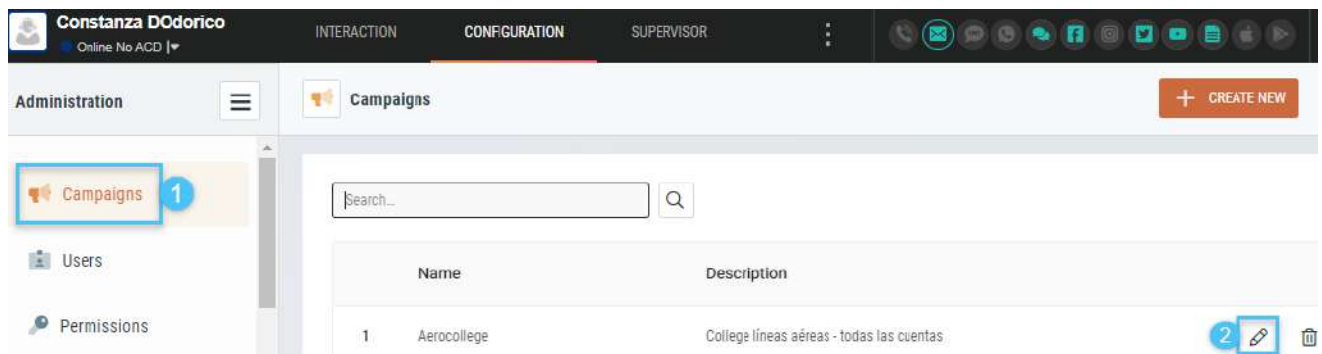 Constanza DOdorico
Online No ACD
INTERACTION
CONFIGURATION
SUPERVISOR
Administration
Campaigns
+ CREATE NEW
Campaigns
1
Search...
Users
Name
Description
Permissions
1
Aerocollege
College líneas aéreas - todas las cuentas
2